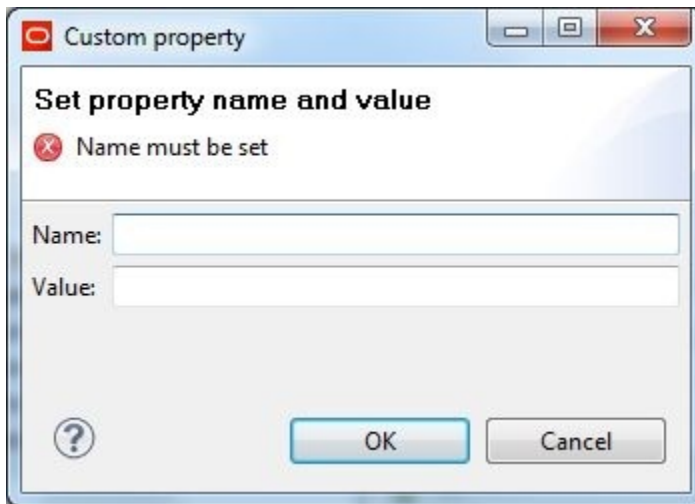 Custom property
Set property name and value
Name must be set
Name:
Value:
OK Cancel